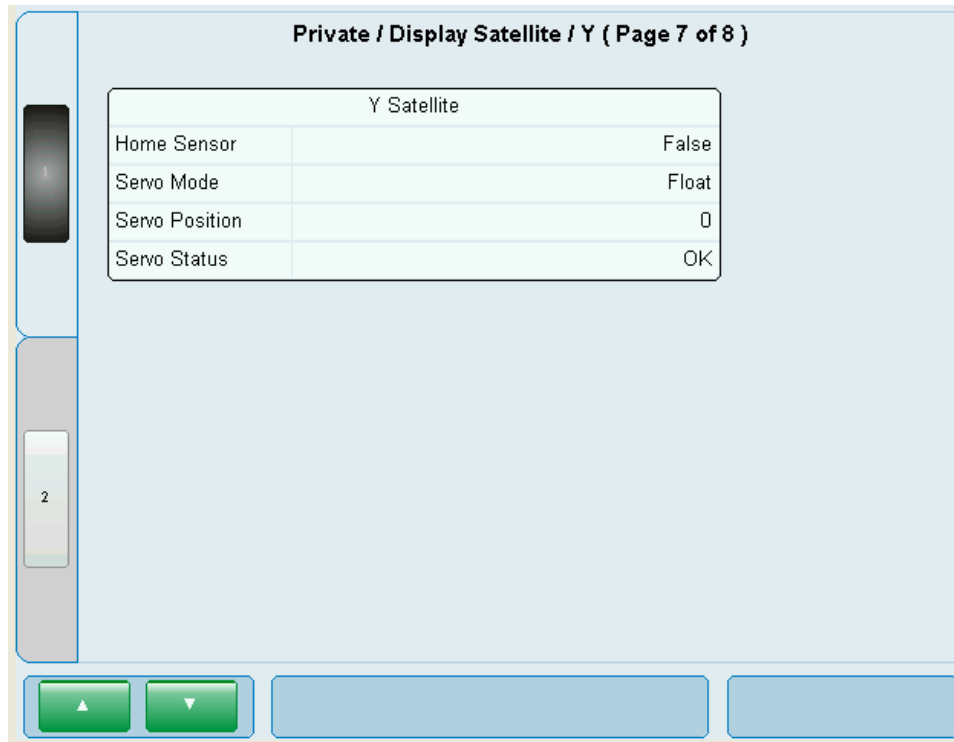 Private / Display Satellite / Y ( Page 7 of 8 )
Y Satellite
Home Sensor False
Servo Mode Float
Servo Position 0
Servo Status OK
1
2